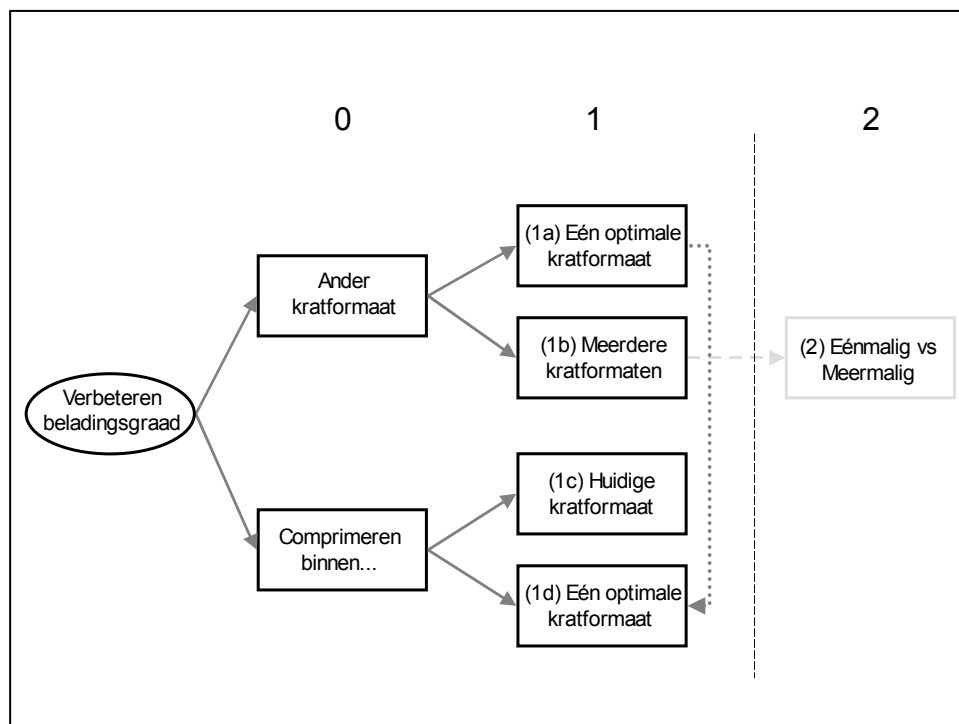 0
1
2
(1a) Eén optimale
kratformaat
Ander
kratformaat
(1b) Meerdere
kratformaten
(2) Eénmalig vs
Meermalig
Verbeteren
beladingsgraad
(1c) Huidige
kratformaat
Comprimeren
binnen...
(1d) Eén optimale
kratformaat